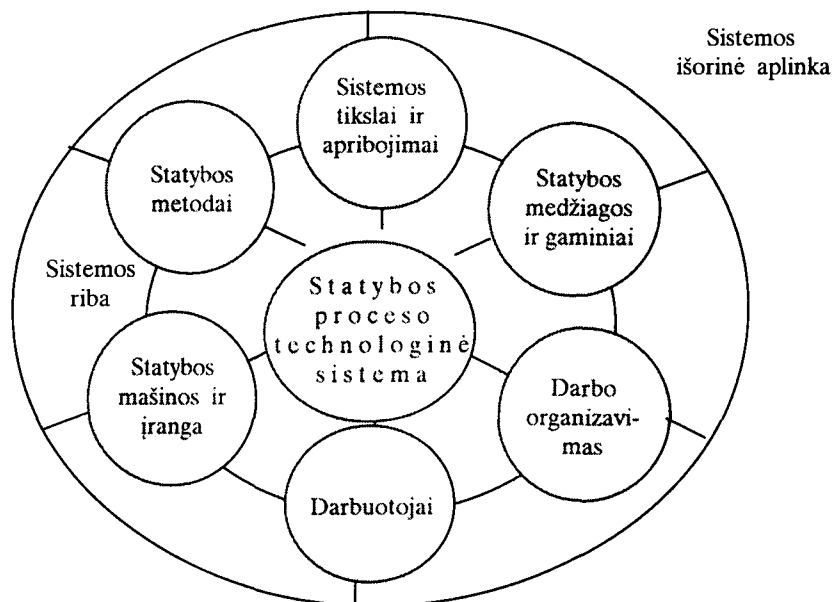 Sistemos
išorinė aplinka
Sistemos
tikslai ir
apribojimai
Statybos
metodai
Statybos
medžiagos
ir gaminiai
Sistemos
riba
Statybos
proceso
technologinė
sistema
Statybos
mašinos ir
įranga
Darbo
organizavi-
mas
Darbuotojai